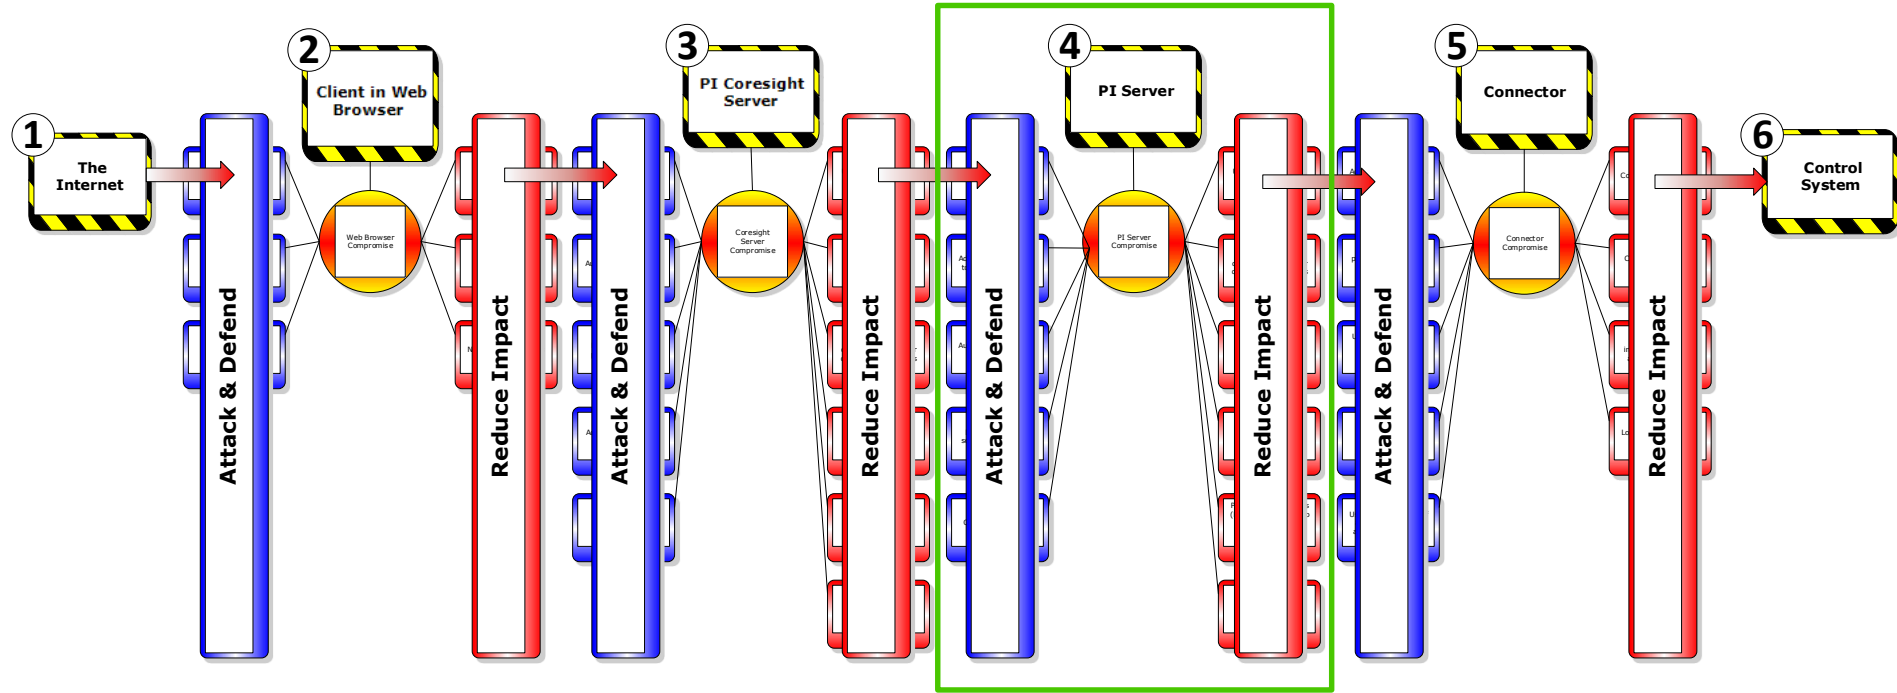 1
The
Internet
2
Client in Web
Browser
3
PI Coresight
Server
4
PI Server
5
Connector
6
Control
System
Attack & Defend
Web Browser
Compromise
Reduce Impact
Attack & Defend
Coresight
Server
Compromise
Reduce Impact
Attack & Defend
PI Server
Compromise
Reduce Impact
Attack & Defend
Connector
Compromise
Reduce Impact